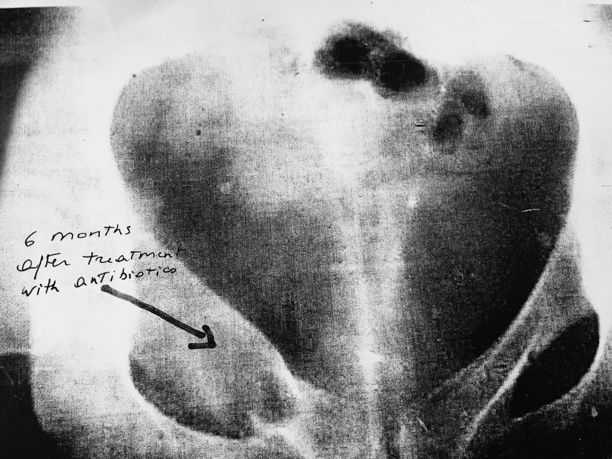 6 months
after treatment
with antibiotics